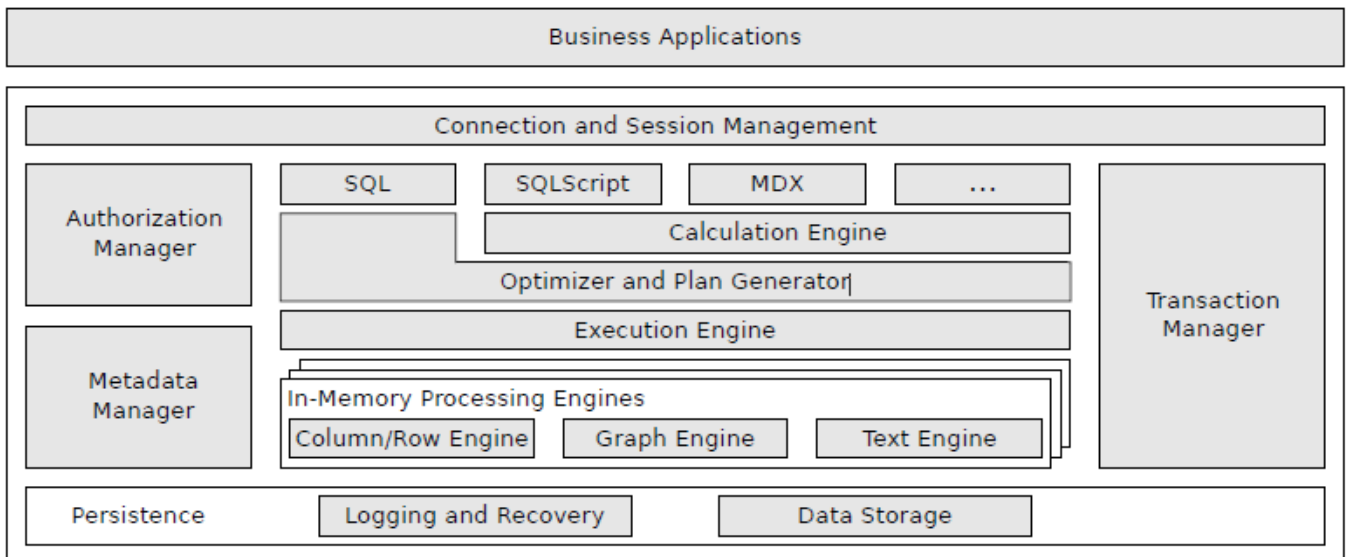 Business Applications
Connection and Session Management
Authorization
Manager
SQL
SQLScript
MDX
...
Calculation Engine
Optimizer and Plan Generator
Execution Engine
Transaction
Manager
Metadata
Manager
In-Memory Processing Engines
Column/Row Engine
Graph Engine
Text Engine
Persistence
Logging and Recovery
Data Storage